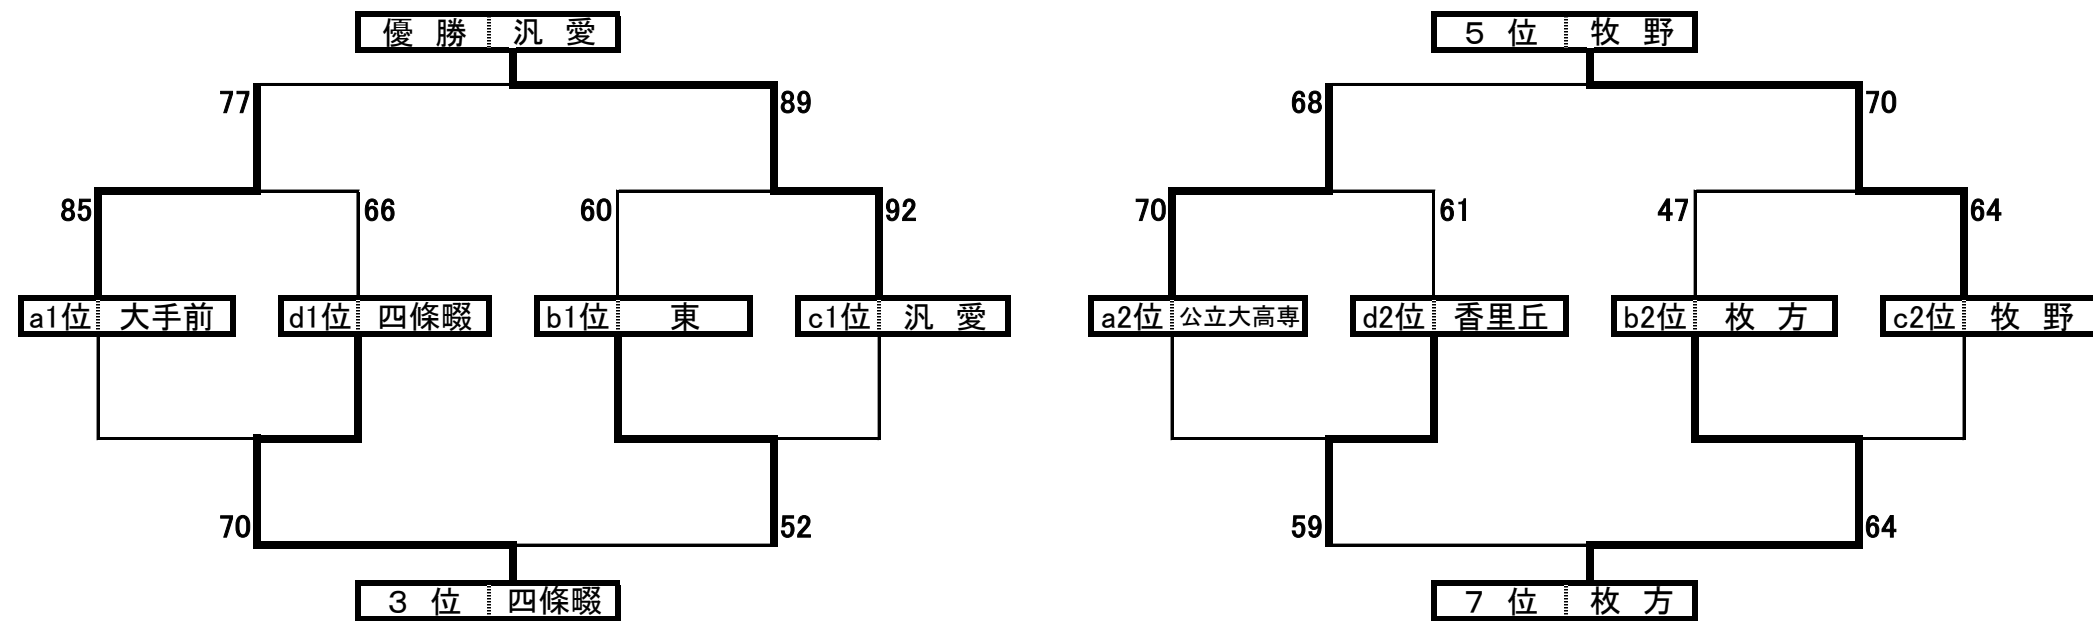 優 勝 汎 愛
77 89
85 66 60 92
a1位 大手前 d1位 四條畷 b1位 東 c1位 汎 愛
70 52
3 位 四條畷
5 位 牧 野
68 70
70 61 47 64
a2位 公立大高専 d2位 香里丘 b2位 枚 方 c2位 牧 野
59 64
7 位 枚 方